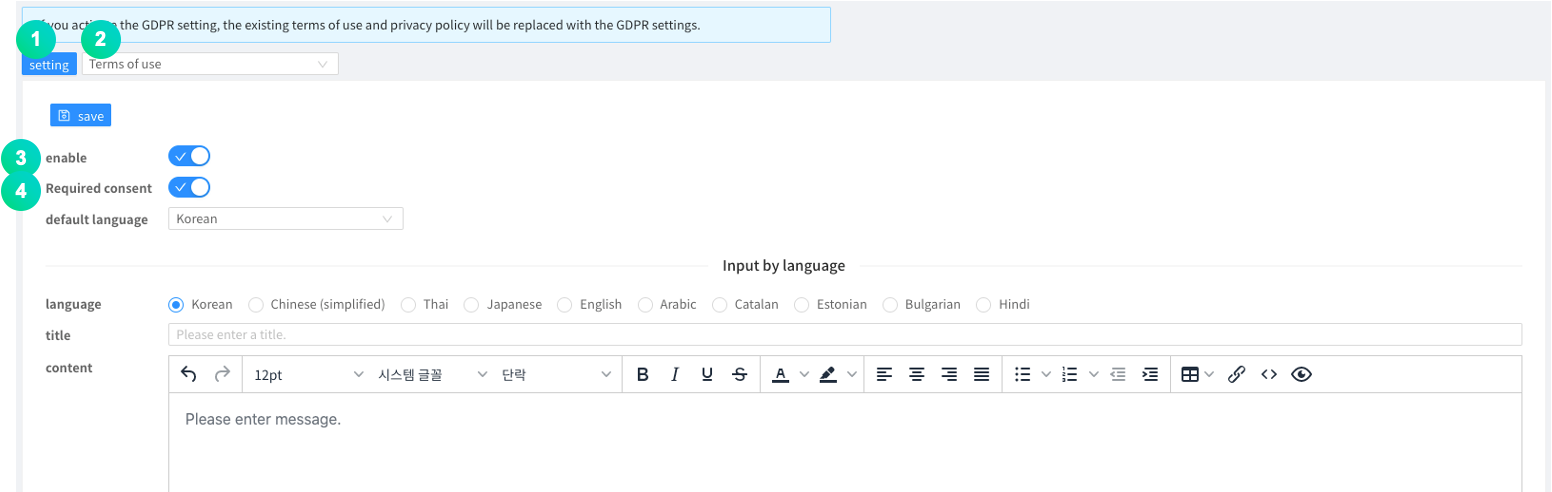 you activ the GDPR setting, the existing terms of use and privacy policy will be replaced with the GDPR settings.
1 2
setting Terms of use
save
3 enable
4 Required consent
default language Korean
Input by language
language Korean Chinese (simplified) Thai Japanese English Arabic Catalan Estonian Bulgarian Hindi
title Please enter a title.
content 12pt 시스템 글꼴 단락 B I U S A
Please enter message.